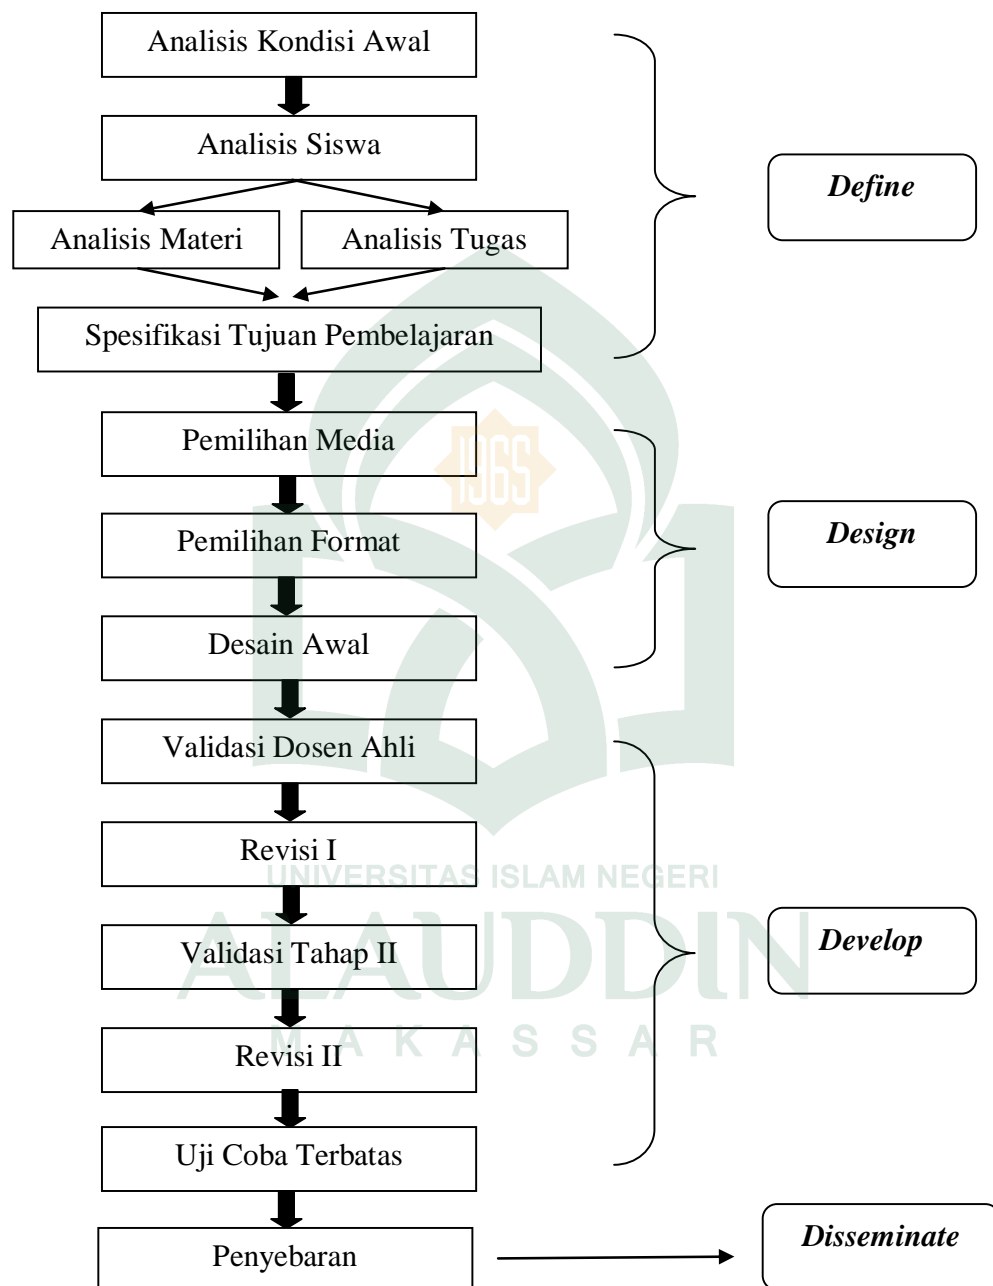 Analisis Kondisi Awal
Analisis Siswa
Define
Analisis Materi
Analisis Tugas
Spesifikasi Tujuan Pembelajaran
Pemilihan Media
1965
Pemilihan Format
Design
Desain Awal
Validasi Dosen Ahli
Revisi I
UNIVERSITAS ISLAM NEGERI
ALAUDDIN
Validasi Tahap II
Develop
MAKASSAR
Revisi II
Uji Coba Terbatas
Penyebaran
Disseminate